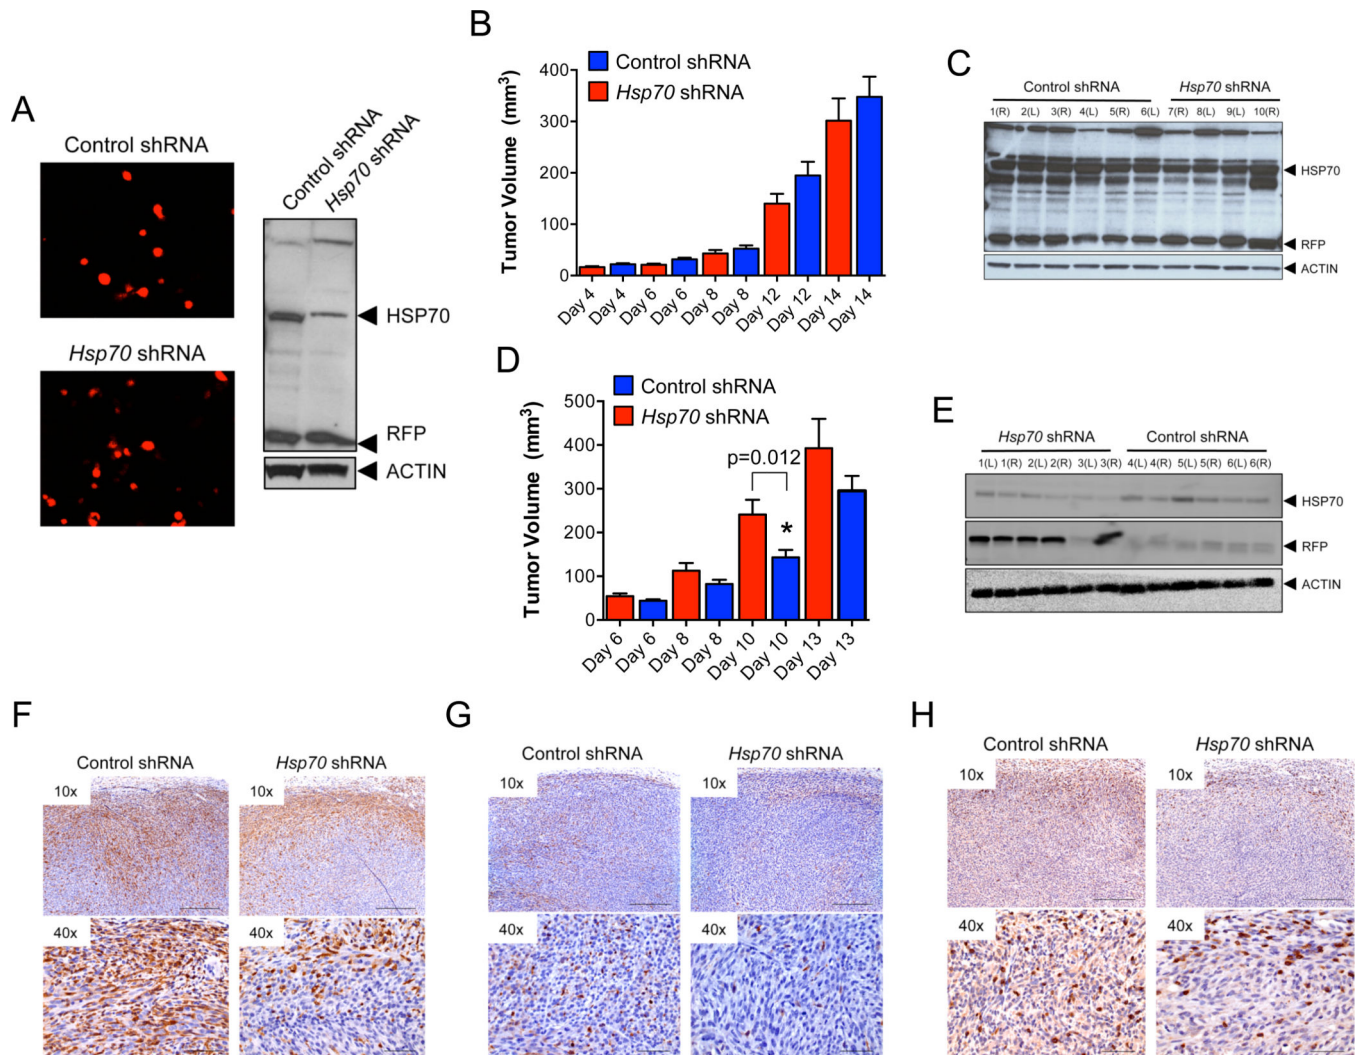 A
Control shRNA
Hsp70 shRNA
Control shRNA
Hsp70 shRNA
HSP70
RFP
ACTIN
B
Control shRNA
Hsp70 shRNA
Tumor Volume (mm³)
400
300
200
100
0
Day 4
Day 4
Day 6
Day 6
Day 8
Day 8
Day 12
Day 12
Day 14
Day 14
C
Control shRNA
Hsp70 shRNA
1(R) 2(L) 3(R) 4(L) 5(R) 6(L) 7(R) 8(L) 9(L) 10(R)
HSP70
RFP
ACTIN
D
Control shRNA
Hsp70 shRNA
Tumor Volume (mm³)
500
400
300
200
100
0
p=0.012
*
Day 6
Day 6
Day 8
Day 8
Day 10
Day 10
Day 13
Day 13
E
Hsp70 shRNA
Control shRNA
1(L) 1(R) 2(L) 2(R) 3(L) 3(R) 4(L) 4(R) 5(L) 5(R) 6(L) 6(R)
HSP70
RFP
ACTIN
F
Control shRNA
Hsp70 shRNA
10x
10x
40x
40x
G
Control shRNA
Hsp70 shRNA
10x
10x
40x
40x
H
Control shRNA
Hsp70 shRNA
10x
10x
40x
40x